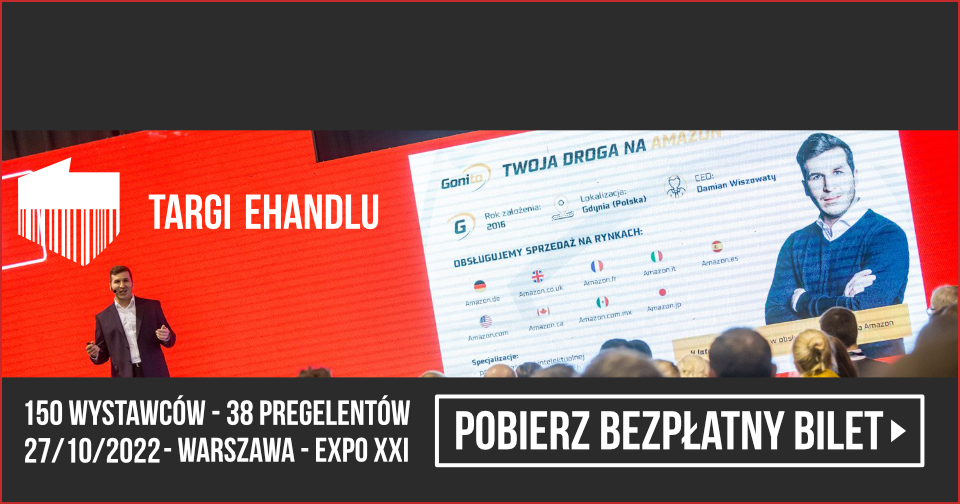 TARGI EHANDLU
Gonito
TWOJA DROGA NA AMAZON
G
Rok założenia:
2016
Lokalizacja:
Gdynia (Polska)
CEO:
Damian Wiszowaty
OBSŁUGUJEMY SPRZEDAŻ NA RYNKACH:
Amazon.de
Amazon.co.uk
Amazon.fr
Amazon.it
Amazon.es
Amazon.com
Amazon.ca
Amazon.com.mx
Amazon.jp
Specjalizacje:
Amazon
150 WYSTAWCÓW - 38 PREGELENTÓW
27/10/2022 - WARSZAWA - EXPO XXI
POBIERZ BEZPŁATNY BILET